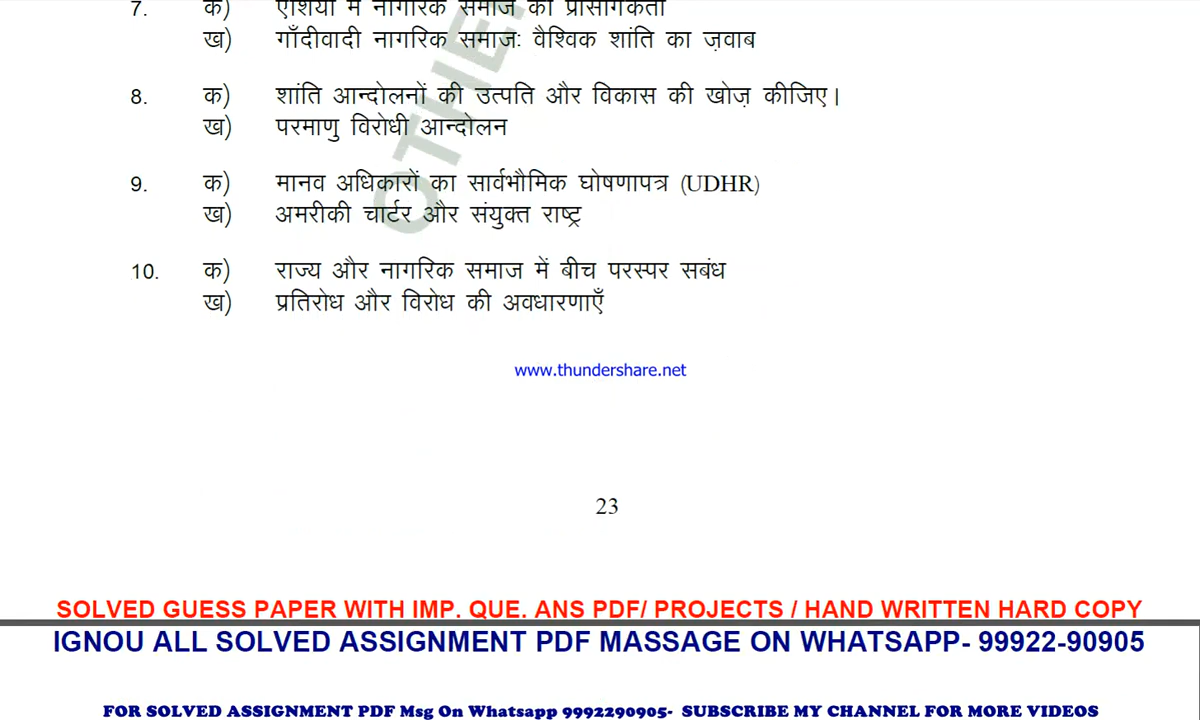 7. क) एशिया में नागरिक समाज की प्रासंगिकता
ख) गाँदीवादी नागरिक समाज: वैश्विक शांति का ज़वाब
8. क) शांति आन्दोलनों की उत्पति और विकास की खोज़ कीजिए।
ख) परमाणु विरोधी आन्दोलन
9. क) मानव अधिकारों का सार्वभौमिक घोषणापत्र (UDHR)
ख) अमरीकी चार्टर और संयुक्त राष्ट्र
10. क) राज्य और नागरिक समाज में बीच परस्पर सबंध
ख) प्रतिरोध और विरोध की अवधारणाएँ
www.thundershare.net
23
SOLVED GUESS PAPER WITH IMP. QUE. ANS PDF/ PROJECTS / HAND WRITTEN HARD COPY
IGNOU ALL SOLVED ASSIGNMENT PDF MASSAGE ON WHATSAPP- 99922-90905
FOR SOLVED ASSIGNMENT PDF Msg On Whatsapp 9992290905- SUBSCRIBE MY CHANNEL FOR MORE VIDEOS